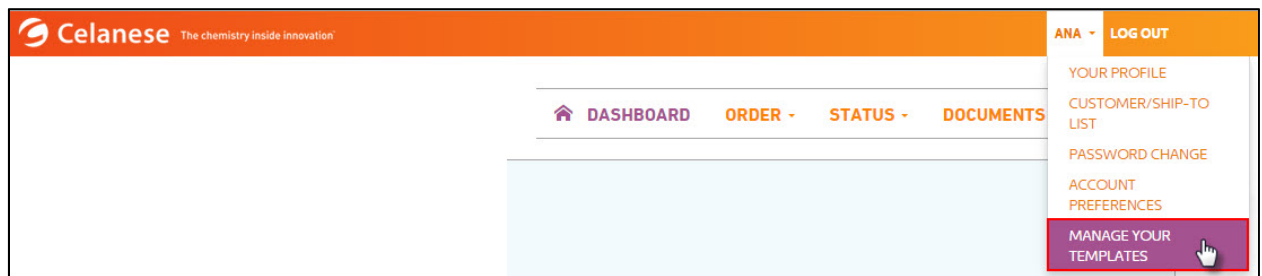 Celanese The chemistry inside innovation
ANA LOG OUT
YOUR PROFILE
CUSTOMER/SHIP-TO
LIST
PASSWORD CHANGE
ACCOUNT
PREFERENCES
MANAGE YOUR
TEMPLATES
DASHBOARD ORDER STATUS DOCUMENTS